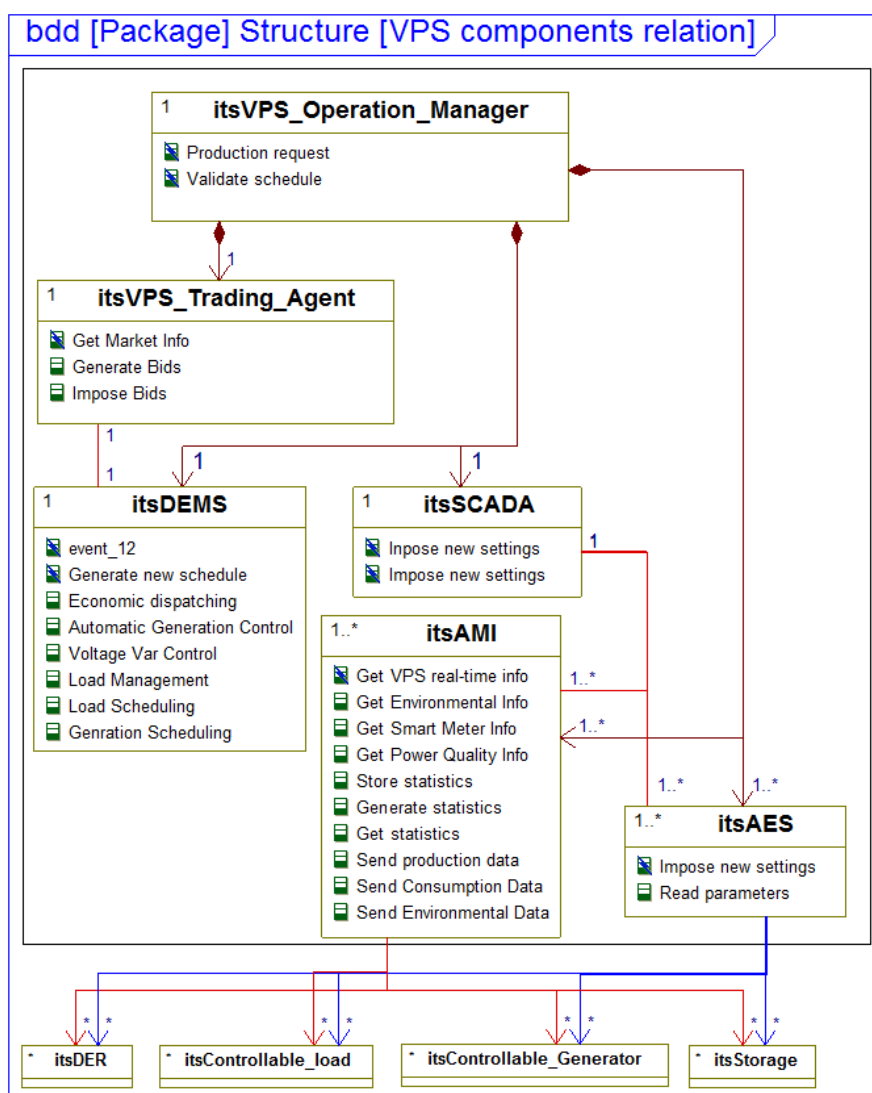 bdd [Package] Structure [VPS components relation]
1 itsVPS_Operation_Manager
Production request
Validate schedule
1
1 itsVPS_Trading_Agent
Get Market Info
Generate Bids
Impose Bids
1
1
1
1
1 itsDEMS
event_12
Generate new schedule
Economic dispatching
Automatic Generation Control
Voltage Var Control
Load Management
Load Scheduling
Genration Scheduling
1 itsSCADA
Inpose new settings
Impose new settings
1
1..* itsAMI
Get VPS real-time info
Get Environmental Info
Get Smart Meter Info
Get Power Quality Info
Store statistics
Generate statistics
Get statistics
Send production data
Send Consumption Data
Send Environmental Data
1..*
1..*
1..*
1..*
1..* itsAES
Impose new settings
Read parameters
* * * * * * * *
* itsDER
* itsControllable_load
* itsControllable_Generator
* itsStorage